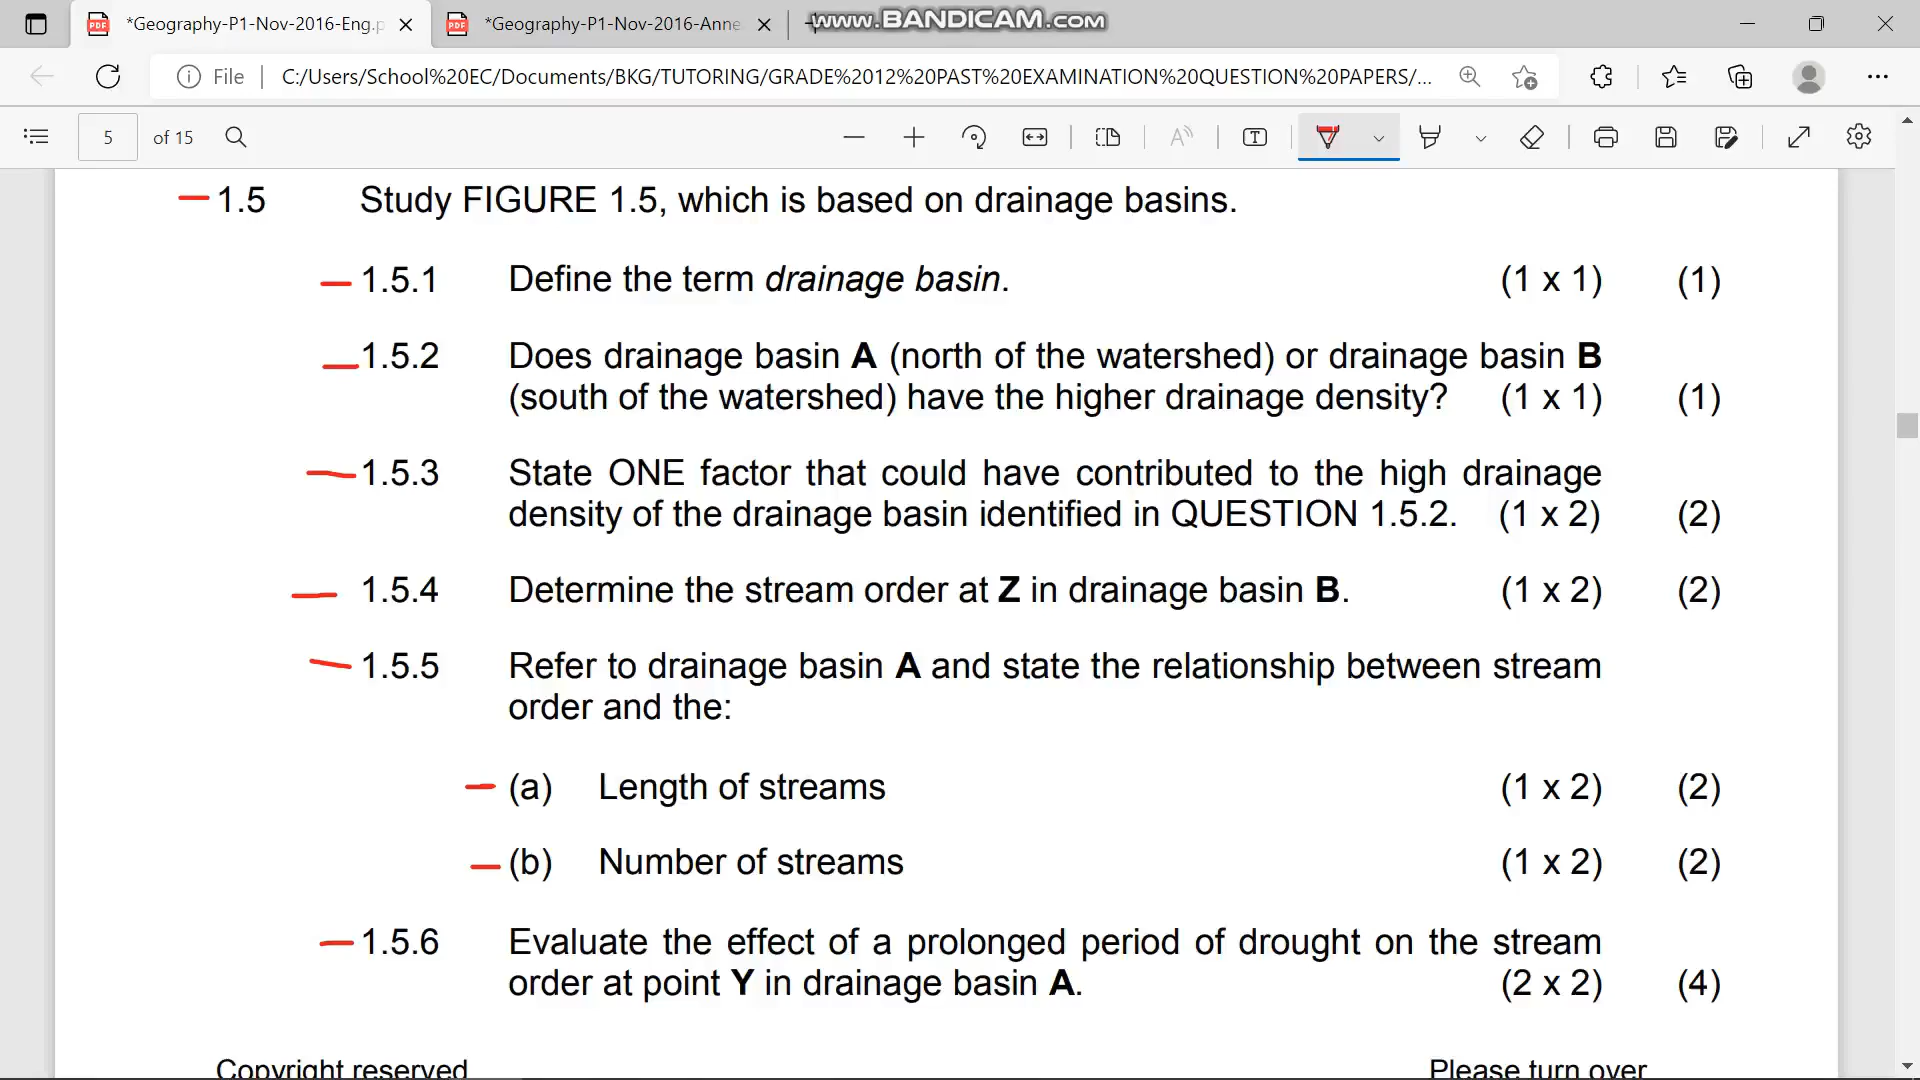 *Geography-P1-Nov-2016-Eng.p
*Geography-P1-Nov-2016-Anne
www.BANDICAM.com
File
C:/Users/School%20EC/Documents/BKG/TUTORING/GRADE%2012%20PAST%20EXAMINATION%20QUESTION%20PAPERS/...
5 of 15
1.5 Study FIGURE 1.5, which is based on drainage basins.
1.5.1 Define the term drainage basin. (1 x 1) (1)
1.5.2 Does drainage basin A (north of the watershed) or drainage basin B
(south of the watershed) have the higher drainage density? (1 x 1) (1)
1.5.3 State ONE factor that could have contributed to the high drainage
density of the drainage basin identified in QUESTION 1.5.2. (1 x 2) (2)
1.5.4 Determine the stream order at Z in drainage basin B. (1 x 2) (2)
1.5.5 Refer to drainage basin A and state the relationship between stream
order and the:
(a) Length of streams (1 x 2) (2)
(b) Number of streams (1 x 2) (2)
1.5.6 Evaluate the effect of a prolonged period of drought on the stream
order at point Y in drainage basin A. (2 x 2) (4)
Copyright reserved Please turn over